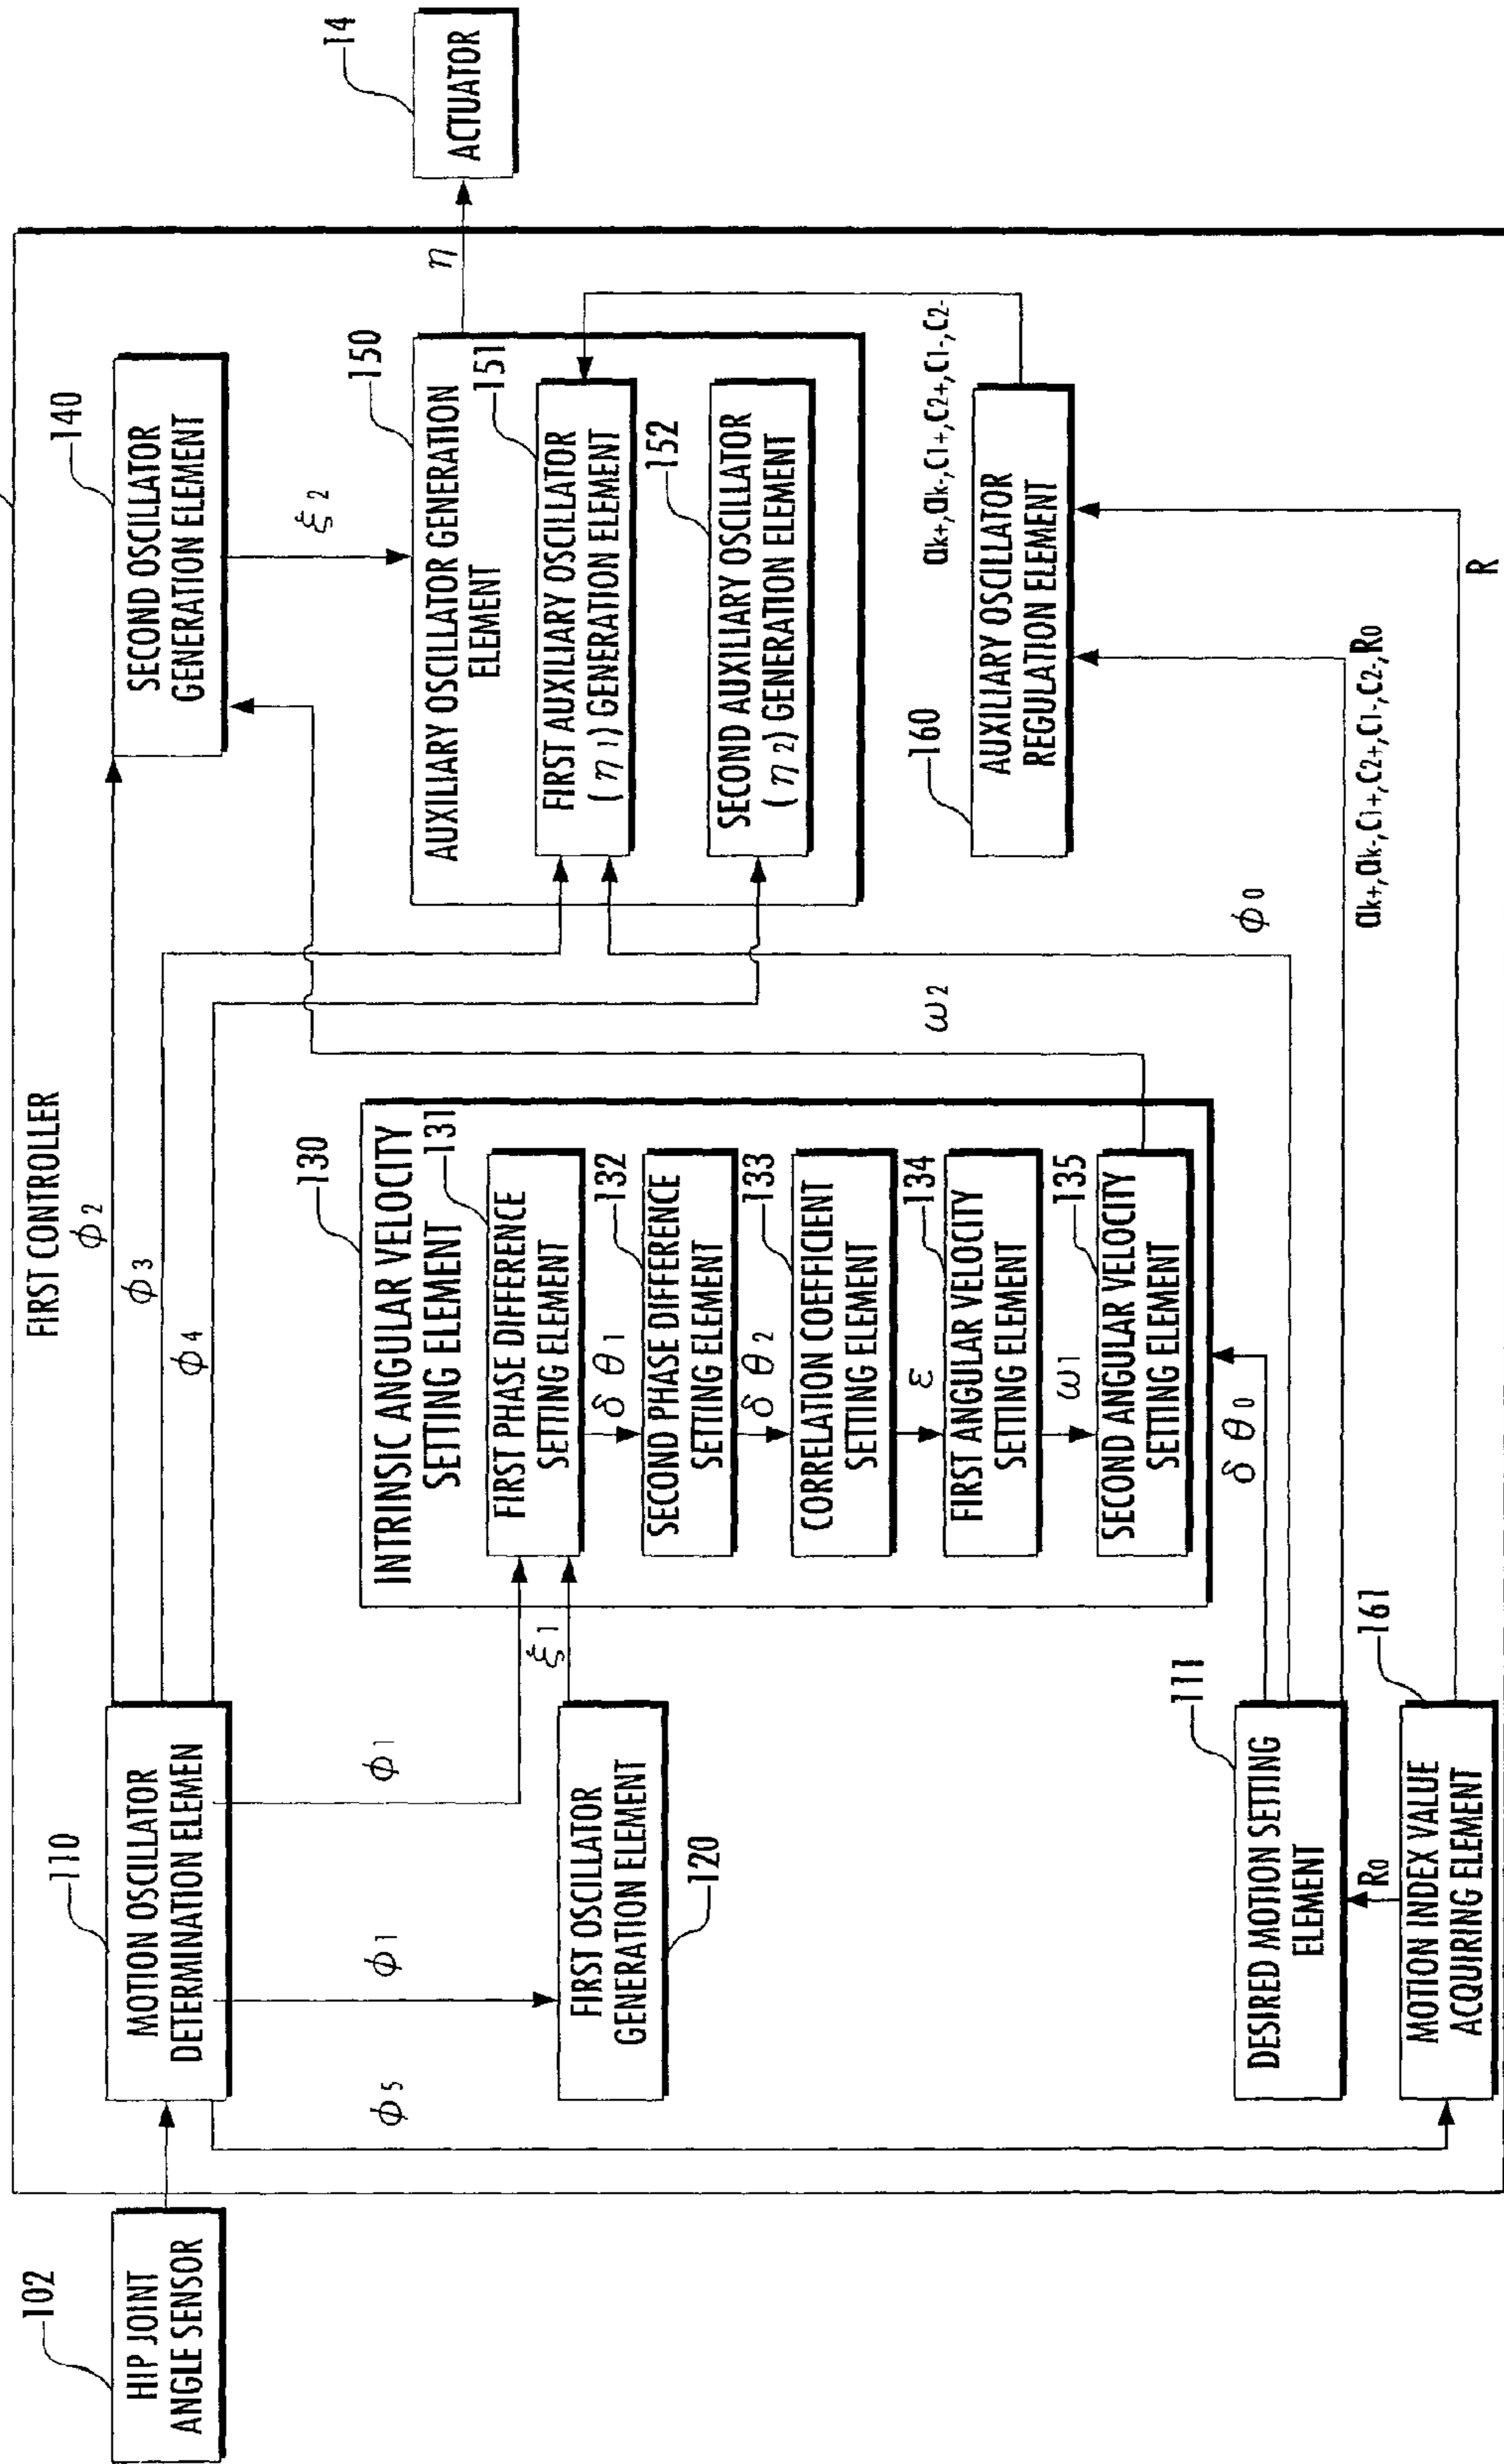 FIRST CONTROLLER
102
HIP JOINT
ANGLE SENSOR
110
MOTION OSCILLATOR
DETERMINATION ELEMEN
ϕ2
ϕ3
ϕ4
ϕ5
ϕ1
ϕ1
FIRST OSCILLATOR
GENERATION ELEMENT
120
ξ1
130
INTRINSIC ANGULAR VELOCITY
SETTING ELEMENT
131
FIRST PHASE DIFFERENCE
SETTING ELEMENT
δθ1
132
SECOND PHASE DIFFERENCE
SETTING ELEMENT
δθ2
133
CORRELATION COEFFICIENT
SETTING ELEMENT
ε
134
FIRST ANGULAR VELOCITY
SETTING ELEMENT
ω1
135
SECOND ANGULAR VELOCITY
SETTING ELEMENT
δθ0
ω2
140
SECOND OSCILLATOR
GENERATION ELEMENT
ξ2
150
AUXILIARY OSCILLATOR GENERATION
ELEMENT
151
FIRST AUXILIARY OSCILLATOR
(η1) GENERATION ELEMENT
152
SECOND AUXILIARY OSCILLATOR
(η2) GENERATION ELEMENT
η
14
ACTUATOR
ak+,ak-,C1+,C2+,C1-,C2-
160
AUXILIARY OSCILLATOR
REGULATION ELEMENT
ϕ0
ak+,ak-,C1+,C2+,C1-,C2-,R0
R
111
DESIRED MOTION SETTING
ELEMENT
R0
161
MOTION INDEX VALUE
ACQUIRING ELEMENT